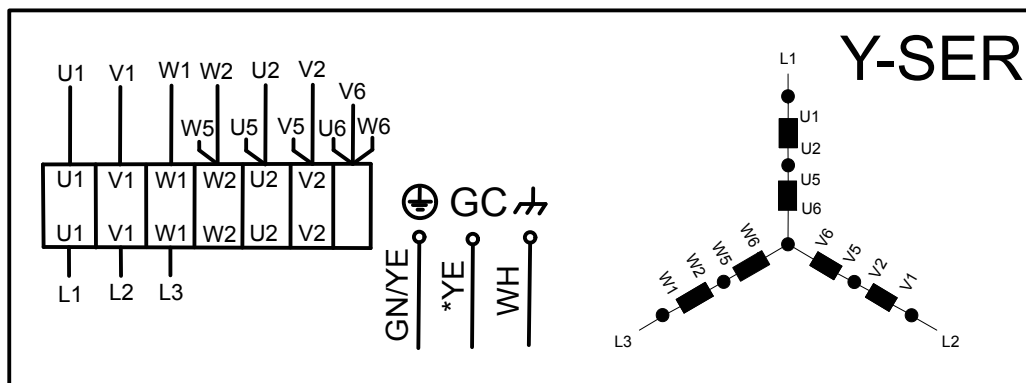 Y-SER
U1 V1 W1 W2 U2 V2 V6
W5 U5 V5 U6 W6
U1 V1 W1 W2 U2 V2
U1 V1 W1 W2 U2 V2
L1 L2 L3
GC
GN/YE *YE WH
L1
U1
U2
U5
U6
W1 W2 W5 W6
V6 V5 V2 V1
L3 L2